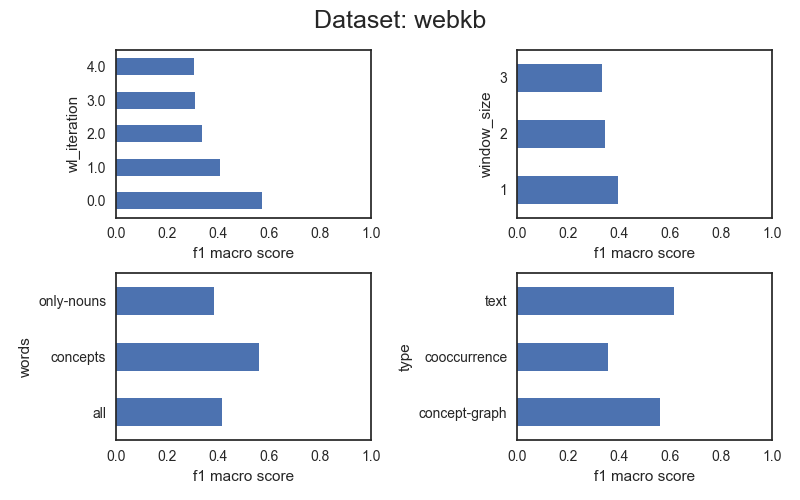 Dataset: webkb
wl_iteration
4.0
3.0
2.0
1.0
0.0
0.0 0.2 0.4 0.6 0.8 1.0
f1 macro score
window_size
3
2
1
0.0 0.2 0.4 0.6 0.8 1.0
f1 macro score
words
only-nouns
concepts
all
0.0 0.2 0.4 0.6 0.8 1.0
f1 macro score
type
text
cooccurrence
concept-graph
0.0 0.2 0.4 0.6 0.8 1.0
f1 macro score